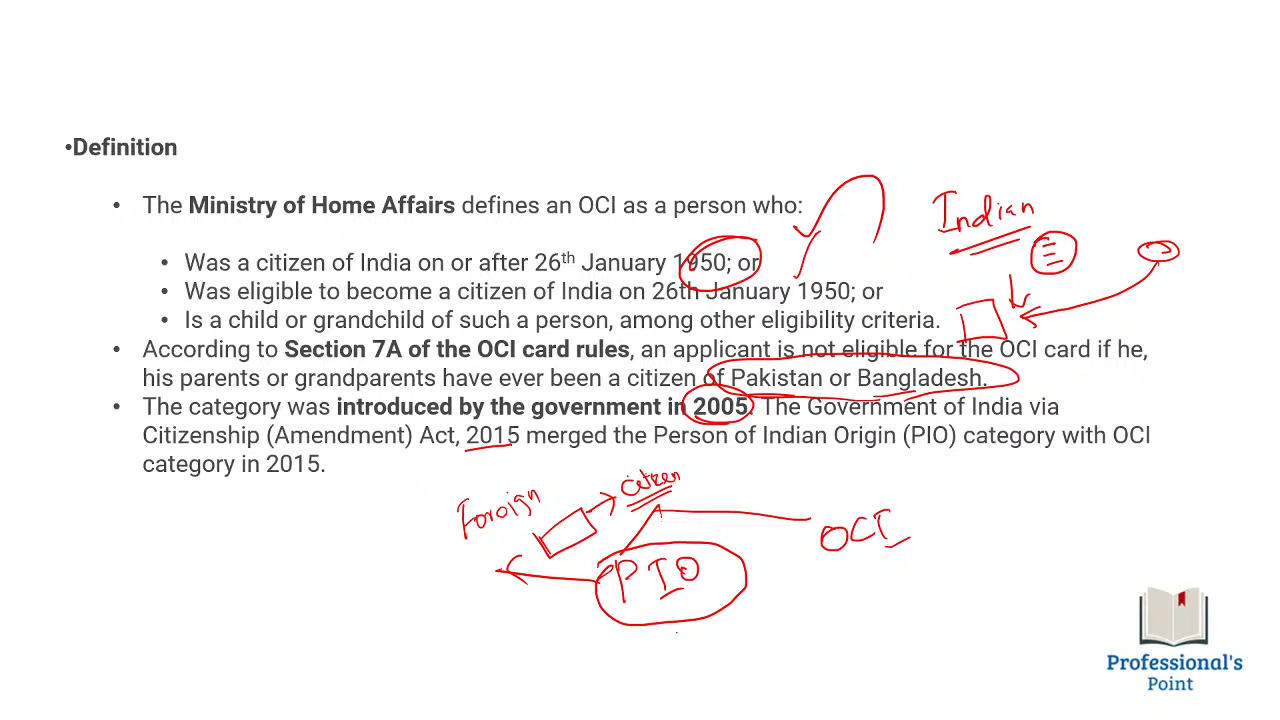 •Definition
• The Ministry of Home Affairs defines an OCI as a person who:
• Was a citizen of India on or after 26th January 1950; or
• Was eligible to become a citizen of India on 26th January 1950; or
• Is a child or grandchild of such a person, among other eligibility criteria.
• According to Section 7A of the OCI card rules, an applicant is not eligible for the OCI card if he,
his parents or grandparents have ever been a citizen of Pakistan or Bangladesh.
• The category was introduced by the government in 2005. The Government of India via
Citizenship (Amendment) Act, 2015 merged the Person of Indian Origin (PIO) category with OCI
category in 2015.
Indian
Foroign
Citizen
OCI
PIO
Professional's
Point